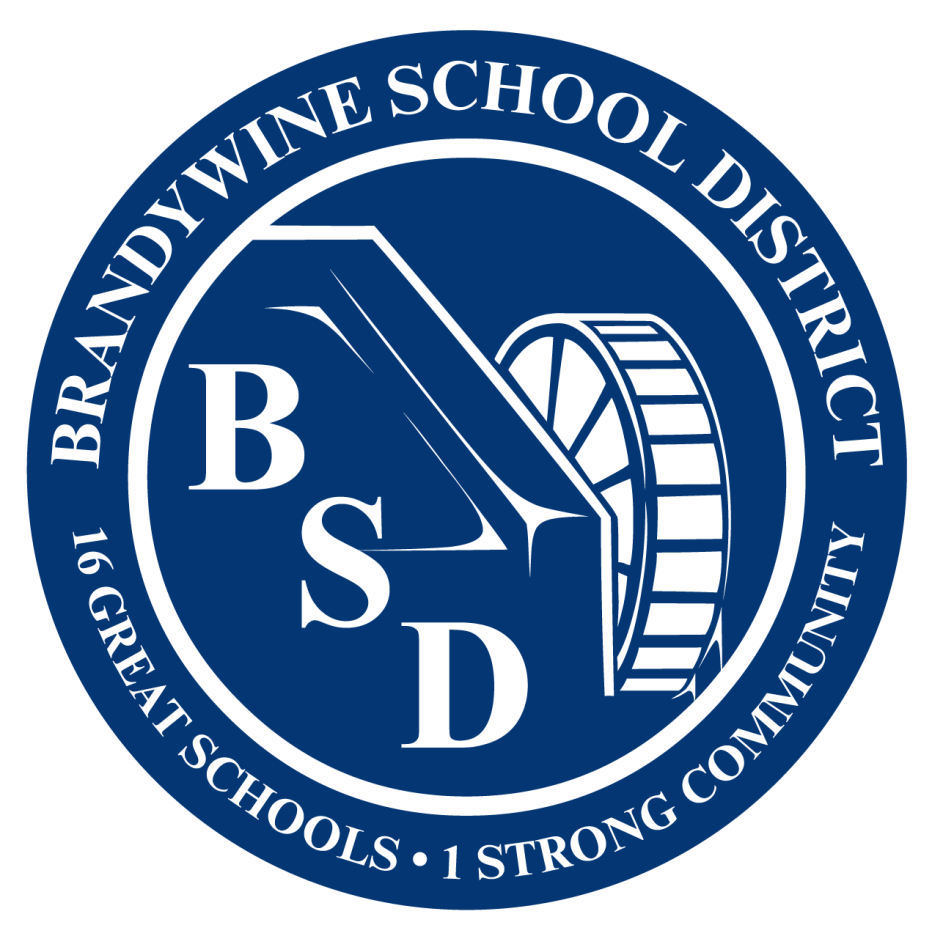 BRANDYWINE SCHOOL DISTRICT
B
S
D
16 GREAT SCHOOLS • 1 STRONG COMMUNITY